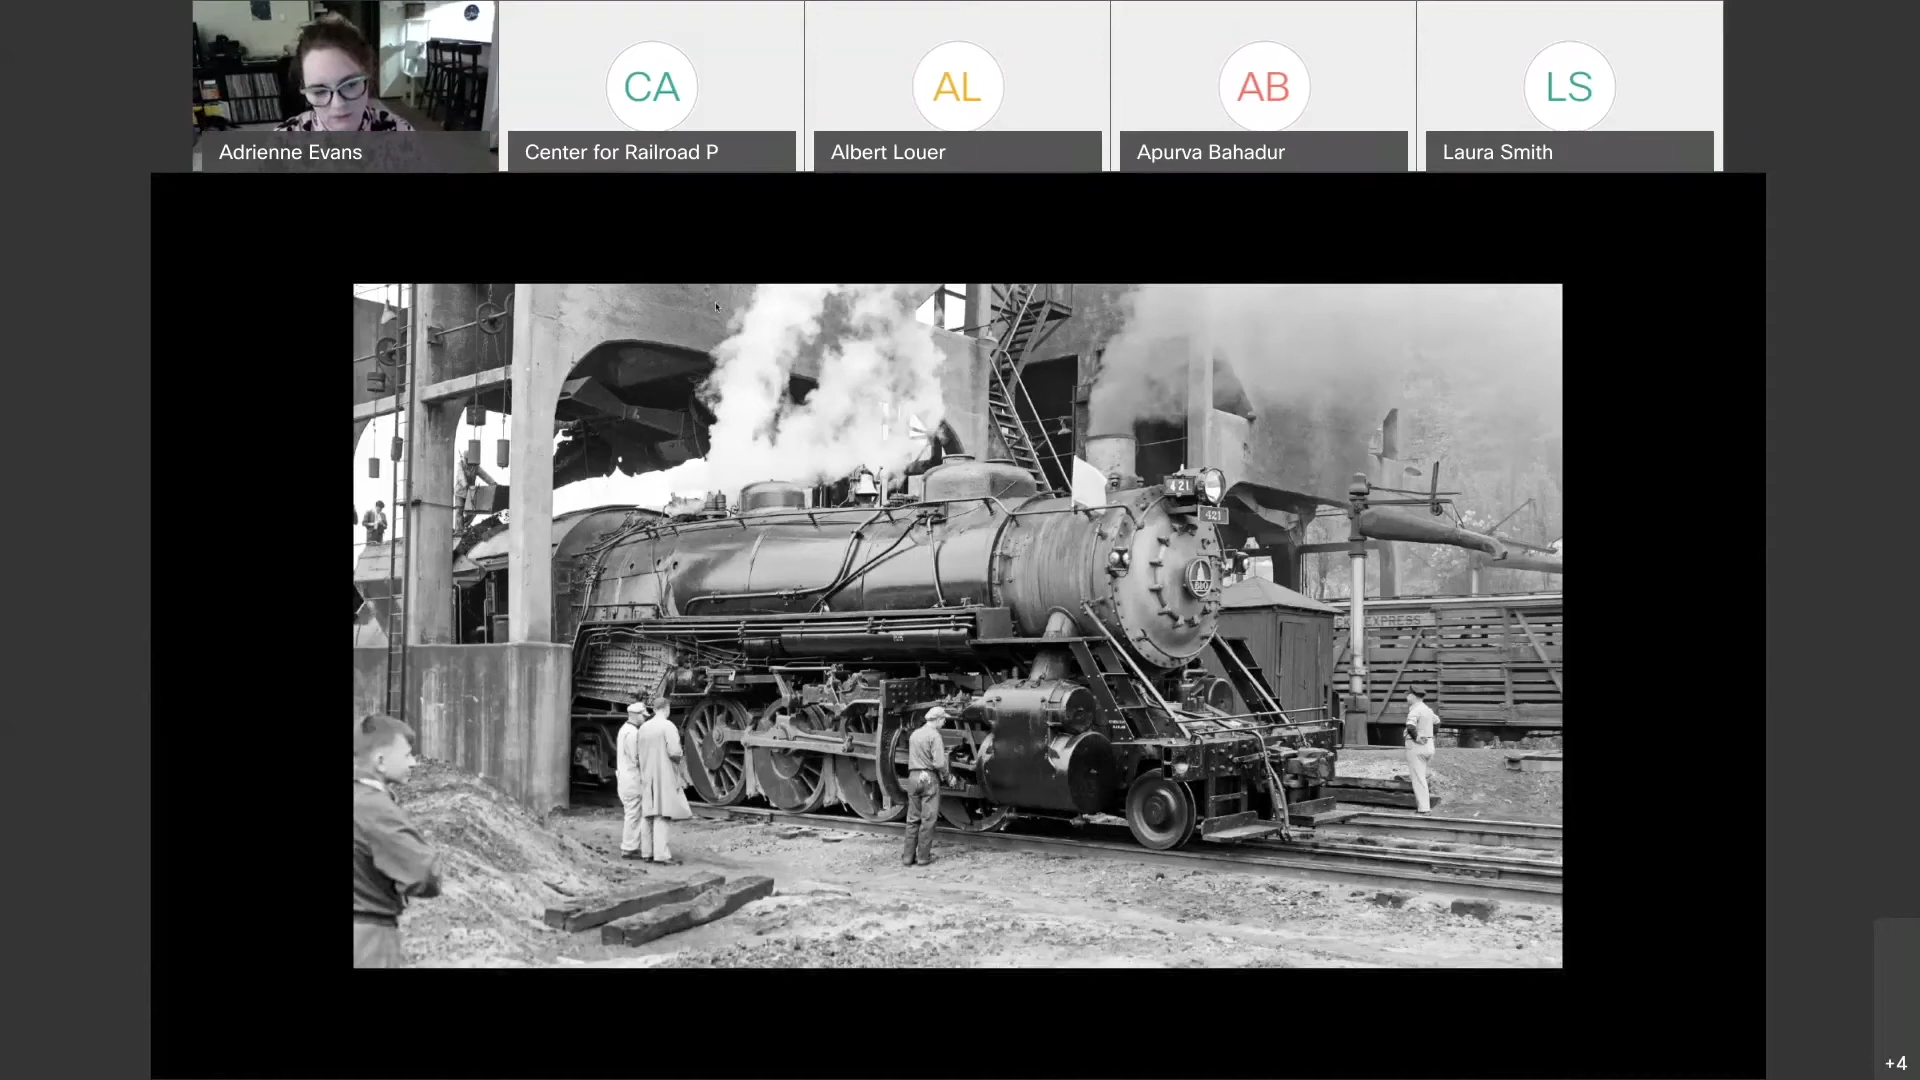 CA
AL
AB
LS
Adrienne Evans
Center for Railroad P
Albert Louer
Apurva Bahadur
Laura Smith
421
421
B&O
EXPRESS
+4